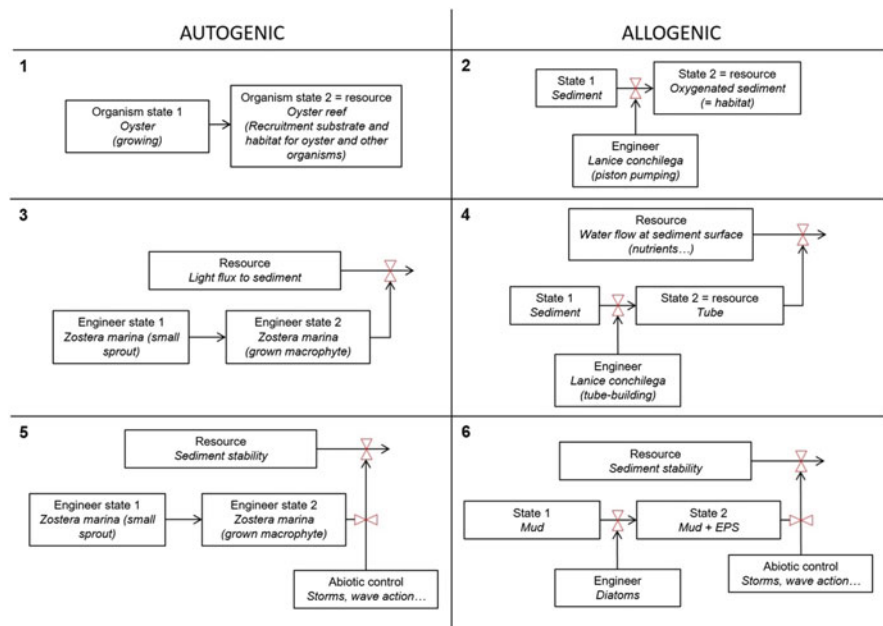 AUTOGENIC
ALLOGENIC
1
Organism state 1
Oyster
(growing)
Organism state 2 = resource
Oyster reef
(Recruitment substrate and
habitat for oyster and other
organisms)
2
State 1
Sediment
State 2 = resource
Oxygenated sediment
(= habitat)
Engineer
Lanice conchilega
(piston pumping)
3
Resource
Light flux to sediment
Engineer state 1
Zostera marina (small
sprout)
Engineer state 2
Zostera marina
(grown macrophyte)
4
Resource
Water flow at sediment surface
(nutrients…)
State 1
Sediment
State 2 = resource
Tube
Engineer
Lanice conchilega
(tube-building)
5
Resource
Sediment stability
Engineer state 1
Zostera marina (small
sprout)
Engineer state 2
Zostera marina
(grown macrophyte)
Abiotic control
Storms, wave action…
6
Resource
Sediment stability
State 1
Mud
State 2
Mud + EPS
Engineer
Diatoms
Abiotic control
Storms, wave action…